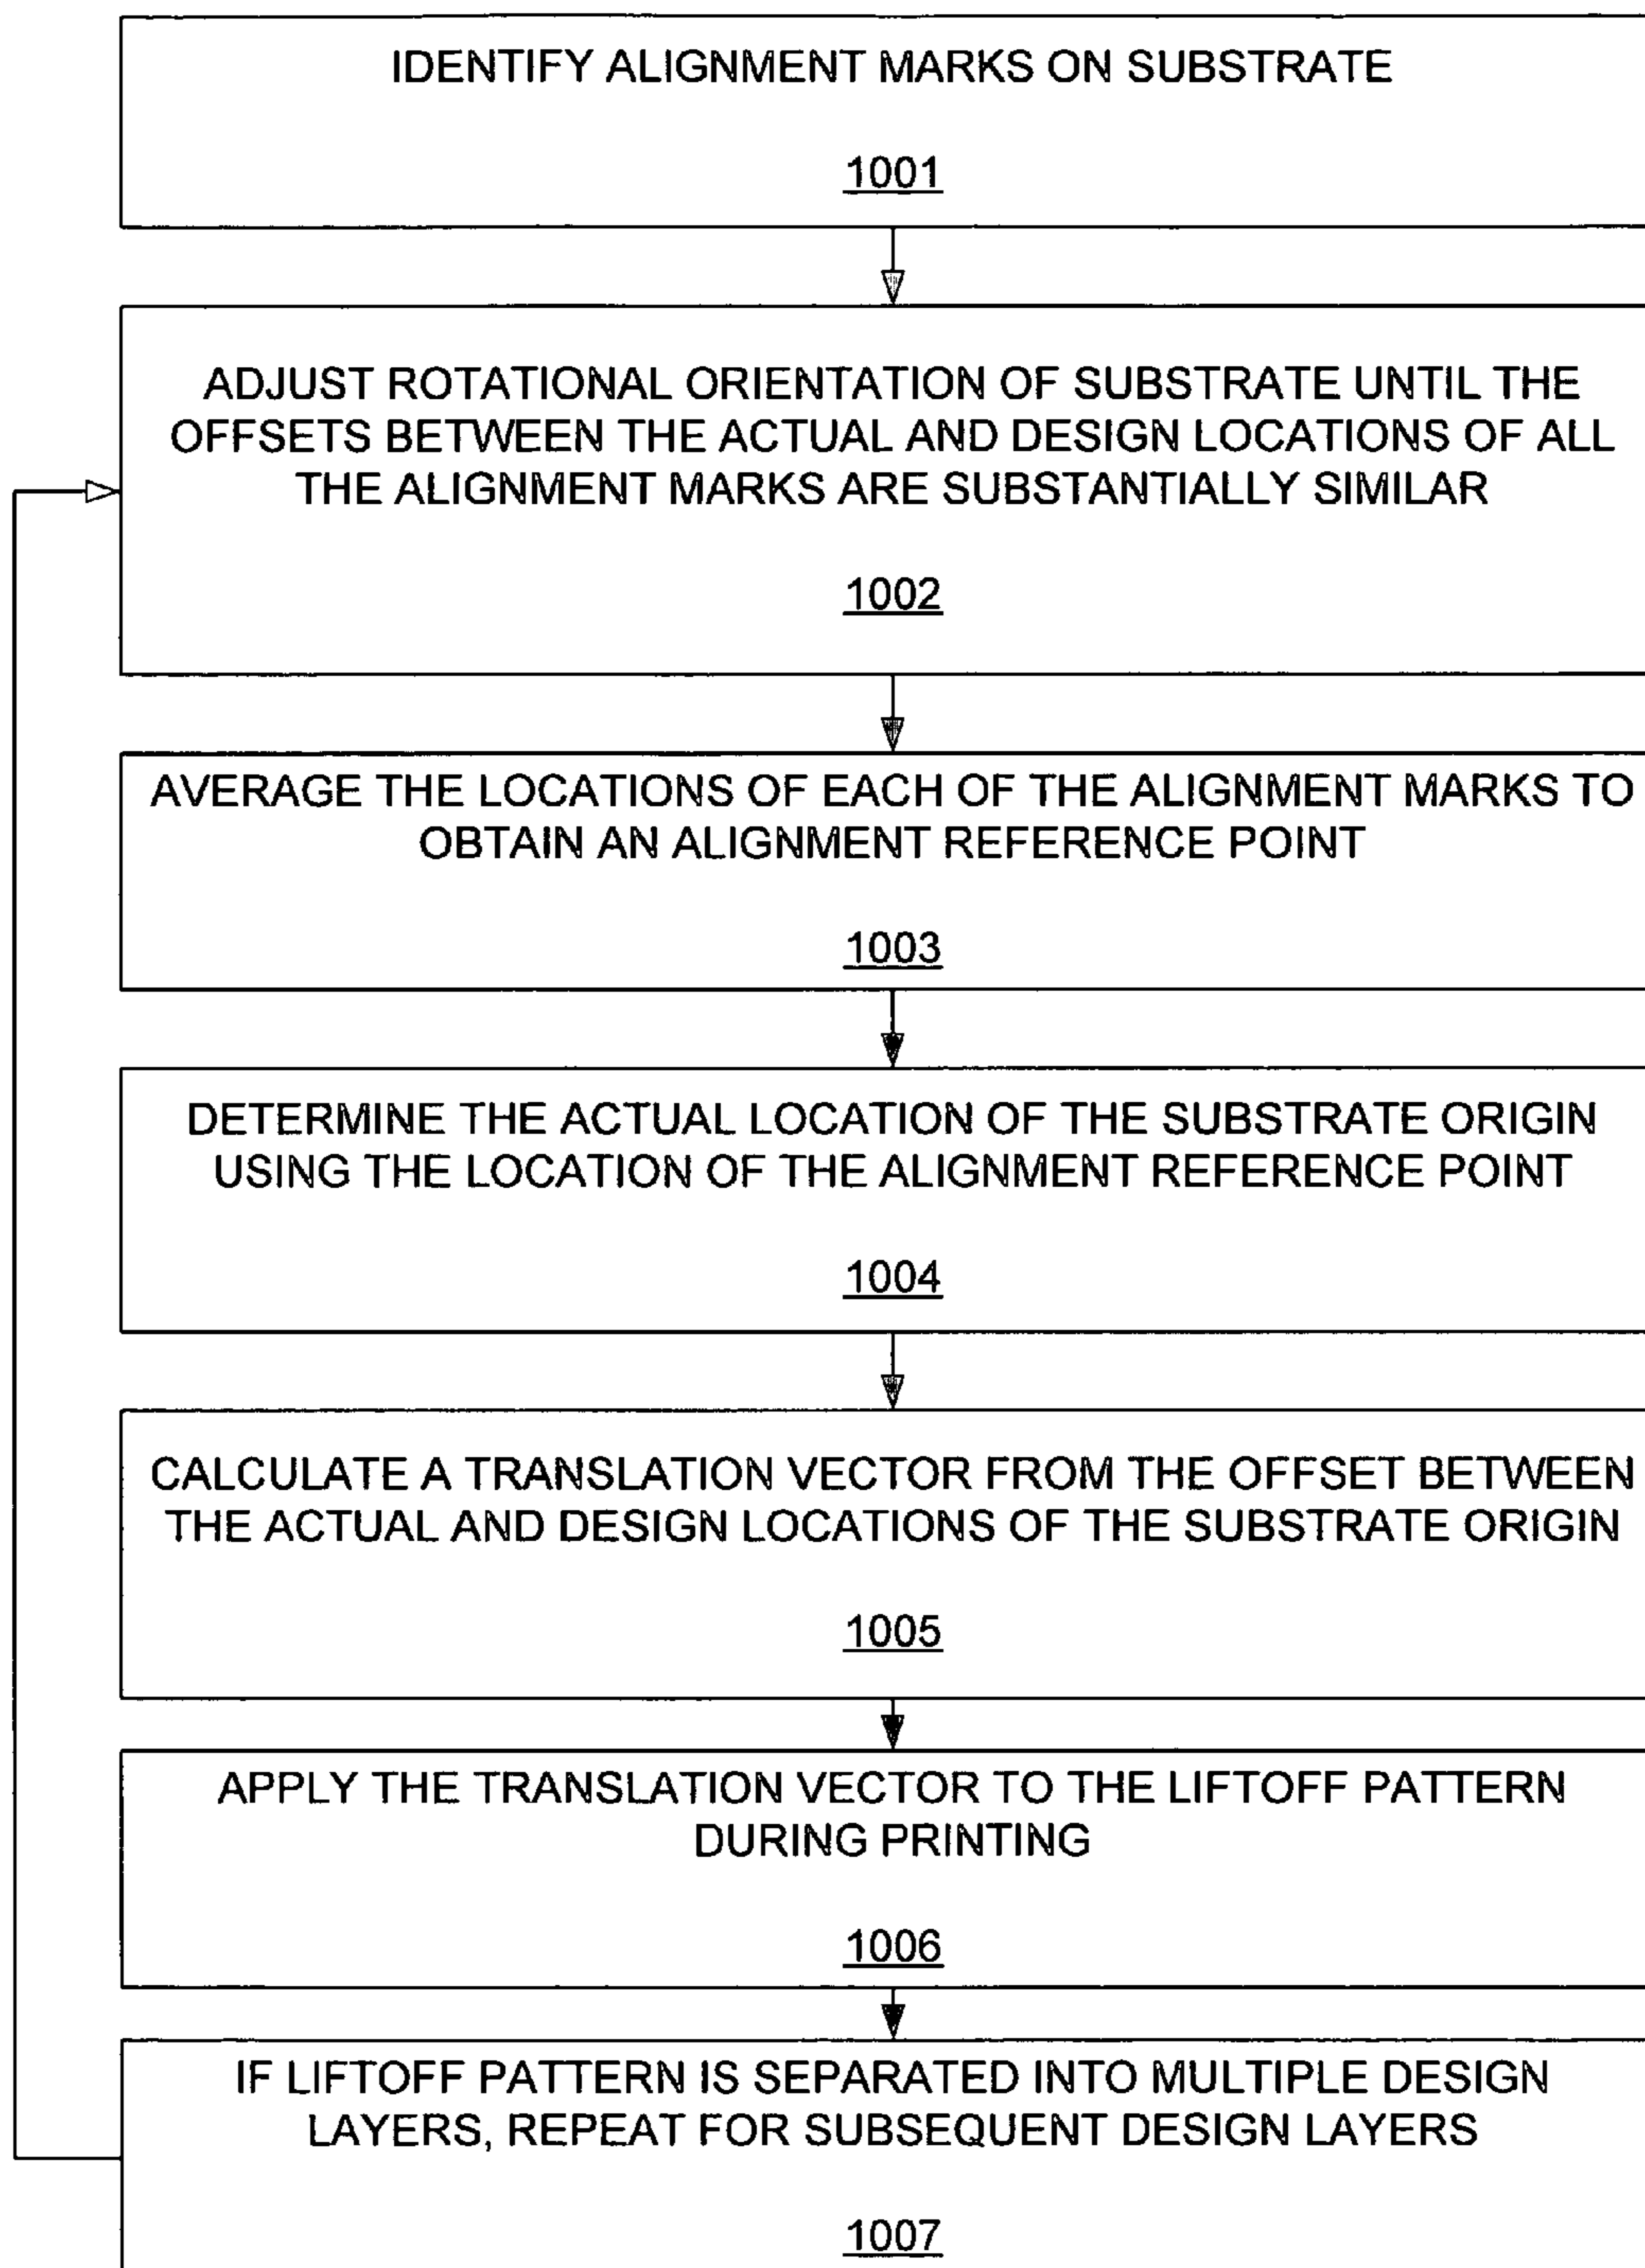 IDENTIFY ALIGNMENT MARKS ON SUBSTRATE
1001
ADJUST ROTATIONAL ORIENTATION OF SUBSTRATE UNTIL THE
OFFSETS BETWEEN THE ACTUAL AND DESIGN LOCATIONS OF ALL
THE ALIGNMENT MARKS ARE SUBSTANTIALLY SIMILAR
1002
AVERAGE THE LOCATIONS OF EACH OF THE ALIGNMENT MARKS TO
OBTAIN AN ALIGNMENT REFERENCE POINT
1003
DETERMINE THE ACTUAL LOCATION OF THE SUBSTRATE ORIGIN
USING THE LOCATION OF THE ALIGNMENT REFERENCE POINT
1004
CALCULATE A TRANSLATION VECTOR FROM THE OFFSET BETWEEN
THE ACTUAL AND DESIGN LOCATIONS OF THE SUBSTRATE ORIGIN
1005
APPLY THE TRANSLATION VECTOR TO THE LIFTOFF PATTERN
DURING PRINTING
1006
IF LIFTOFF PATTERN IS SEPARATED INTO MULTIPLE DESIGN
LAYERS, REPEAT FOR SUBSEQUENT DESIGN LAYERS
1007